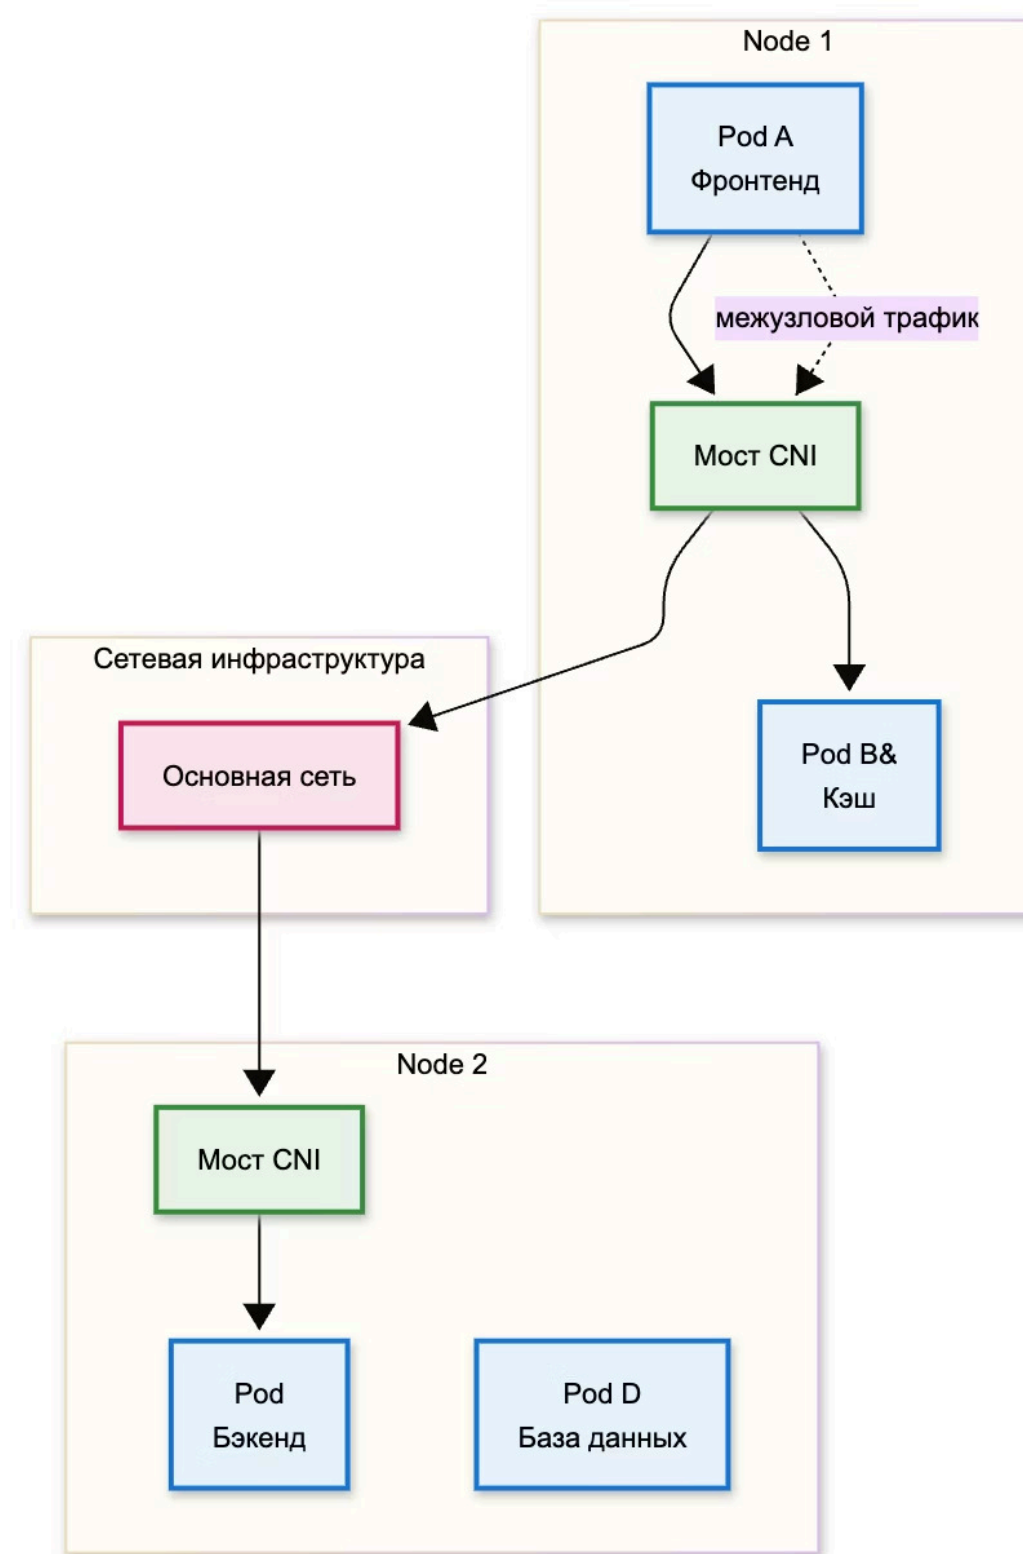 Node 1
Pod A
Фронтенд
межузловой трафик
Мост CNI
Сетевая инфраструктура
Основная сеть
Pod B&
Кэш
Node 2
Мост CNI
Pod
Бэкенд
Pod D
База данных